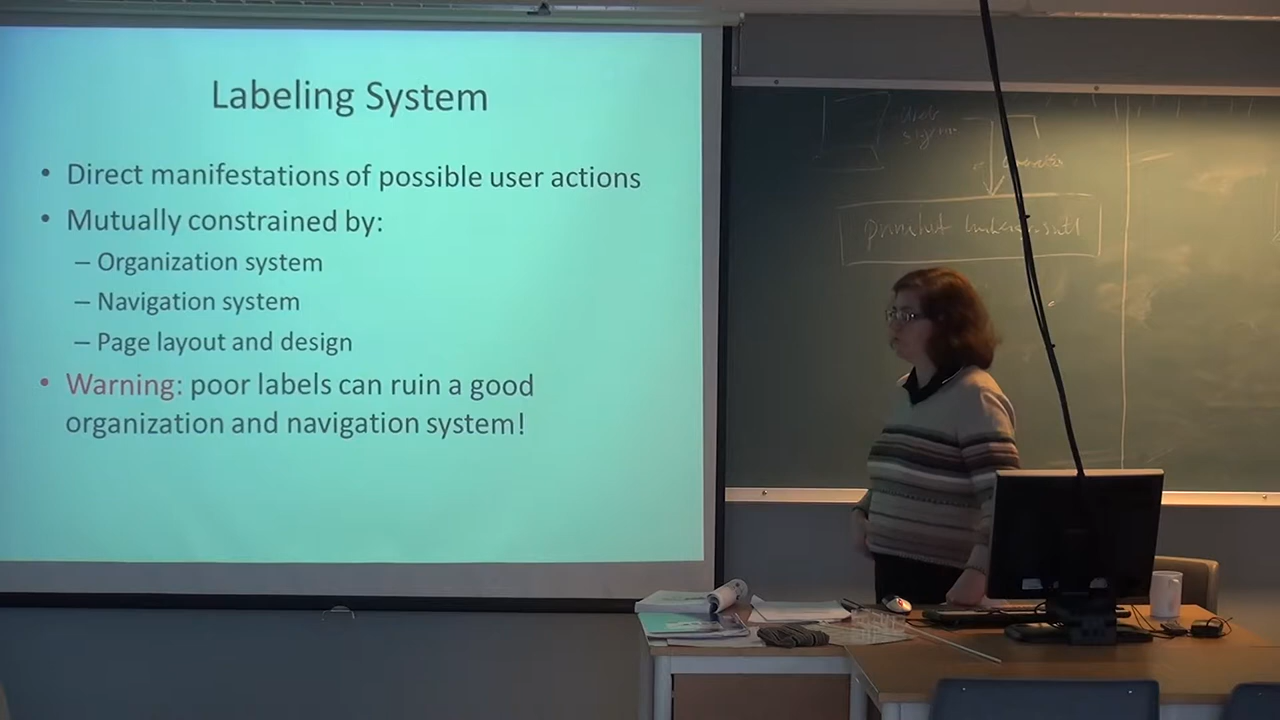 Labeling System
• Direct manifestations of possible user actions
• Mutually constrained by:
– Organization system
– Navigation system
– Page layout and design
• Warning: poor labels can ruin a good
organization and navigation system!